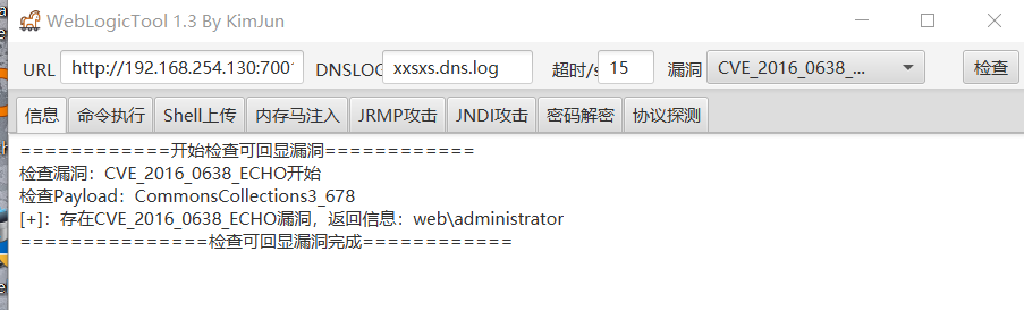 WebLogicTool 1.3 By KimJun
URL http://192.168.254.130:700 DNSLOG xxsxs.dns.log 超时/s 15 漏洞 CVE_2016_0638_... 检查
信息 命令执行 Shell上传 内存马注入 JRMP攻击 JNDI攻击 密码解密 协议探测
============开始检查可回显漏洞============
检查漏洞：CVE_2016_0638_ECHO开始
检查Payload：CommonsCollections3_678
[+]：存在CVE_2016_0638_ECHO漏洞，返回信息：web\administrator
===============检查可回显漏洞完成============